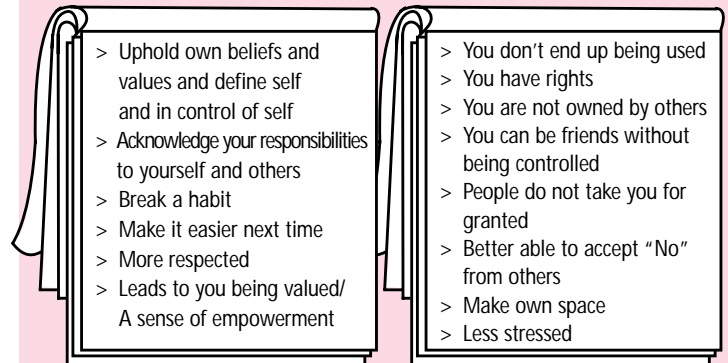 > Uphold own beliefs and
values and define self
and in control of self
> Acknowledge your responsibilities
to yourself and others
> Break a habit
> Make it easier next time
> More respected
> Leads to you being valued/
A sense of empowerment
> You don't end up being used
> You have rights
> You are not owned by others
> You can be friends without
being controlled
> People do not take you for
granted
> Better able to accept “No”
from others
> Make own space
> Less stressed